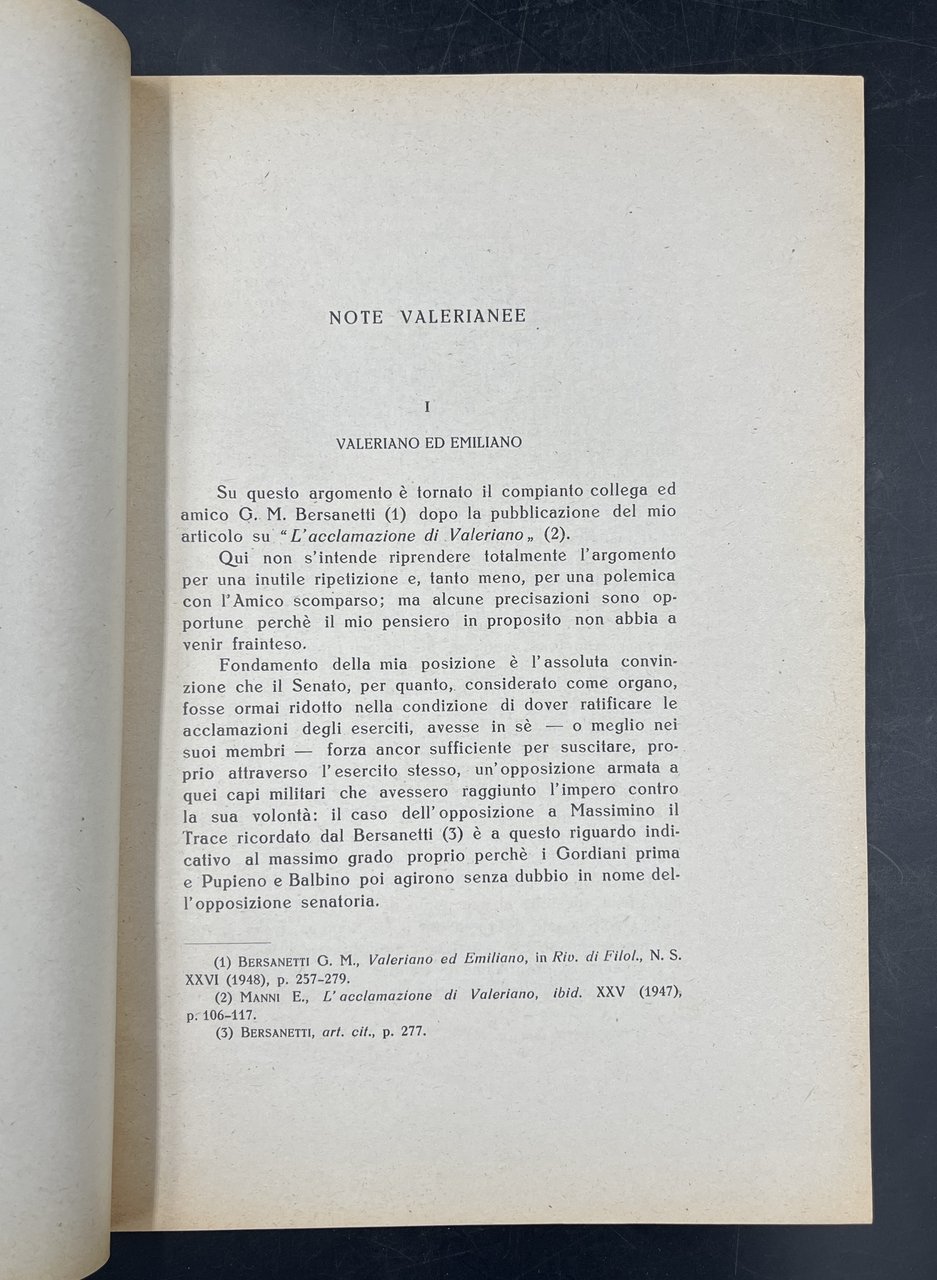 NOTE VALERIANEE
I
VALERIANO ED EMILIANO
Su questo argomento è tornato il compianto collega ed
amico G. M. Bersanetti (1) dopo la pubblicazione del mio
articolo su “L'acclamazione di Valeriano„ (2).
Qui non s'intende riprendere totalmente l'argomento
per una inutile ripetizione e, tanto meno, per una polemica
con l'Amico scomparso; ma alcune precisazioni sono op-
portune perchè il mio pensiero in proposito non abbia a
venir frainteso.
Fondamento della mia posizione è l'assoluta convin-
zione che il Senato, per quanto, considerato come organo,
fosse ormai ridotto nella condizione di dover ratificare le
acclamazioni degli eserciti, avesse in sè — o meglio nei
suoi membri — forza ancor sufficiente per suscitare, pro-
prio attraverso l'esercito stesso, un'opposizione armata a
quei capi militari che avessero raggiunto l'impero contro
la sua volontà: il caso dell'opposizione a Massimino il
Trace ricordato dal Bersanetti (3) è a questo riguardo indi-
cativo al massimo grado proprio perchè i Gordiani prima
e Pupieno e Balbino poi agirono senza dubbio in nome del-
l'opposizione senatoria.
(1) BERSANETTI G. M., Valeriano ed Emiliano, in Riv. di Filol., N. S.
XXVI (1948), p. 257-279.
(2) MANNI E., L'acclamazione di Valeriano, ibid. XXV (1947),
p. 106-117.
(3) BERSANETTI, art. cit., p. 277.